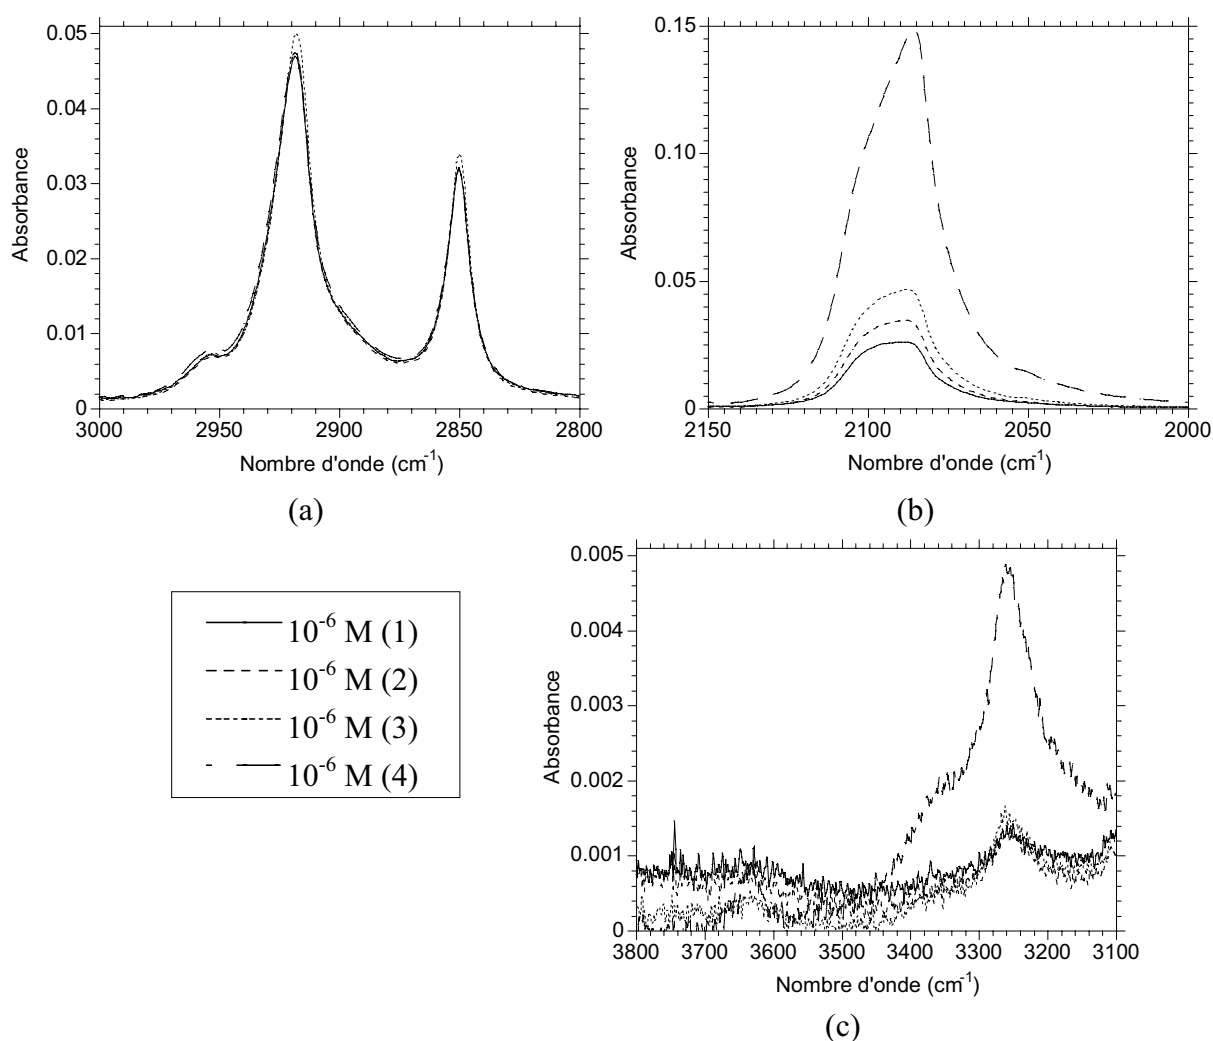 0.05
0.04
0.03
0.02
0.01
0
Absorbance
3000 2950 2900 2850 2800
Nombre d'onde (cm⁻¹)
(a)
0.15
0.10
0.05
0
Absorbance
2150 2100 2050 2000
Nombre d'onde (cm⁻¹)
(b)
10⁻⁶ M (1)
10⁻⁶ M (2)
10⁻⁶ M (3)
10⁻⁶ M (4)
0.005
0.004
0.003
0.002
0.001
0
Absorbance
3800 3700 3600 3500 3400 3300 3200 3100
Nombre d'onde (cm⁻¹)
(c)